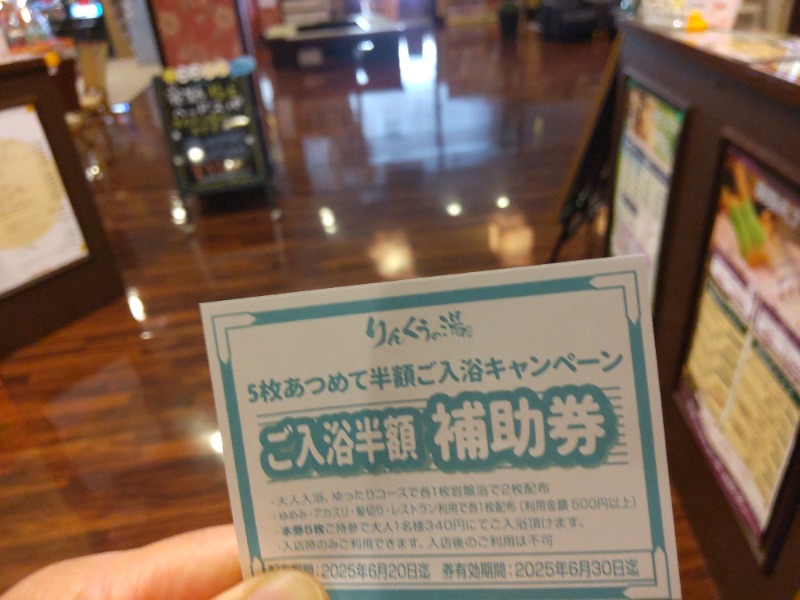 りんくうの湯
5枚あつめて半額ご入浴キャンペーン
ご入浴半額 補助券
・大人入浴、ゆったりコースで各1枚岩盤浴で2枚配布
・ゆめみ・アカスリ・髪切り・レストラン利用で各1枚配布（利用金額500円以上）
・本券5枚ご持参で大人1名様340円にてご入浴頂けます。
・入店時のみご利用できます。入店後のご利用は不可
配布期間：2025年6月20日迄 券有効期間：2025年6月30日迄